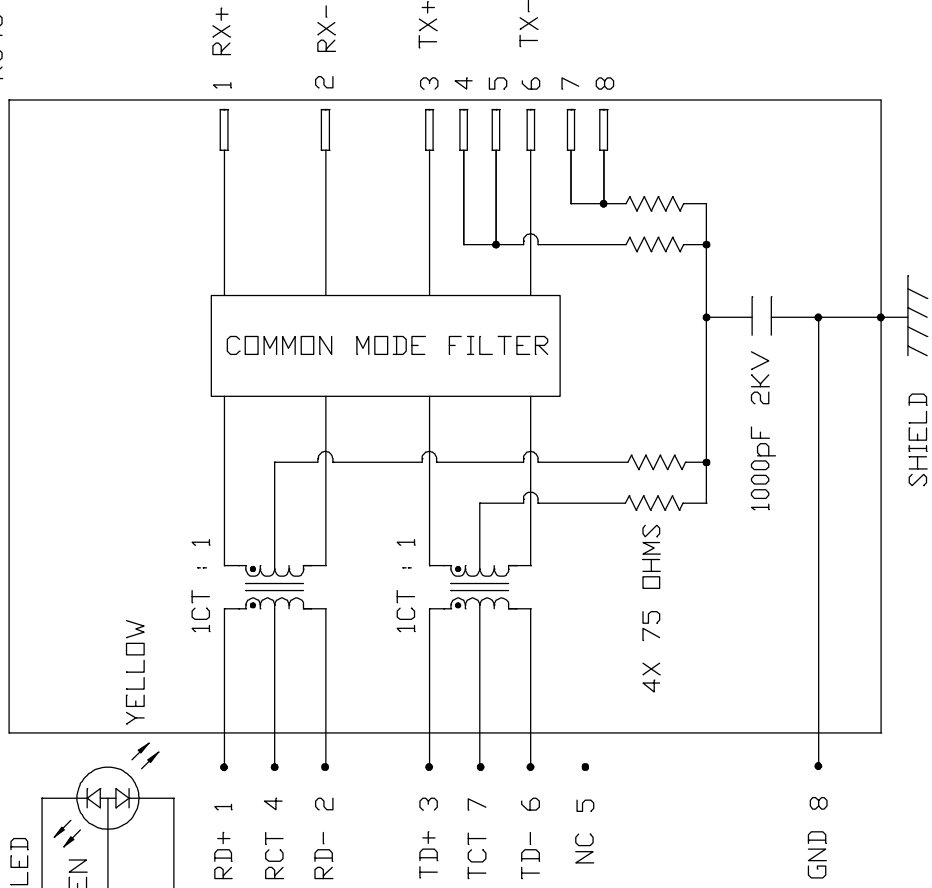 1 RX+
2 RX-
3 TX+
4
5
6 TX-
7
8
COMMON MODE FILTER
1000pF 2KV
SHIELD
1CT : 1
1CT : 1
4X 75 OHMS
YELLOW
RD+ 1
RCT 4
RD- 2
TD+ 3
TCT 7
TD- 6
NC 5
GND 8
LED
EN